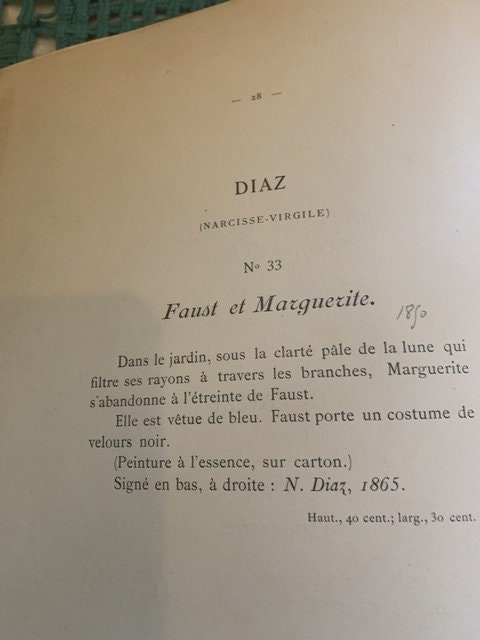 — 28 —
DIAZ
(NARCISSE-VIRGILE)
Nº 33
Faust et Marguerite.
1850
Dans le jardin, sous la clarté pâle de la lune qui
filtre ses rayons à travers les branches, Marguerite
s'abandonne à l'étreinte de Faust.
Elle est vêtue de bleu. Faust porte un costume de
velours noir.
(Peinture à l'essence, sur carton.)
Signé en bas, à droite : N. Diaz, 1865.
Haut., 40 cent.; larg., 30 cent.